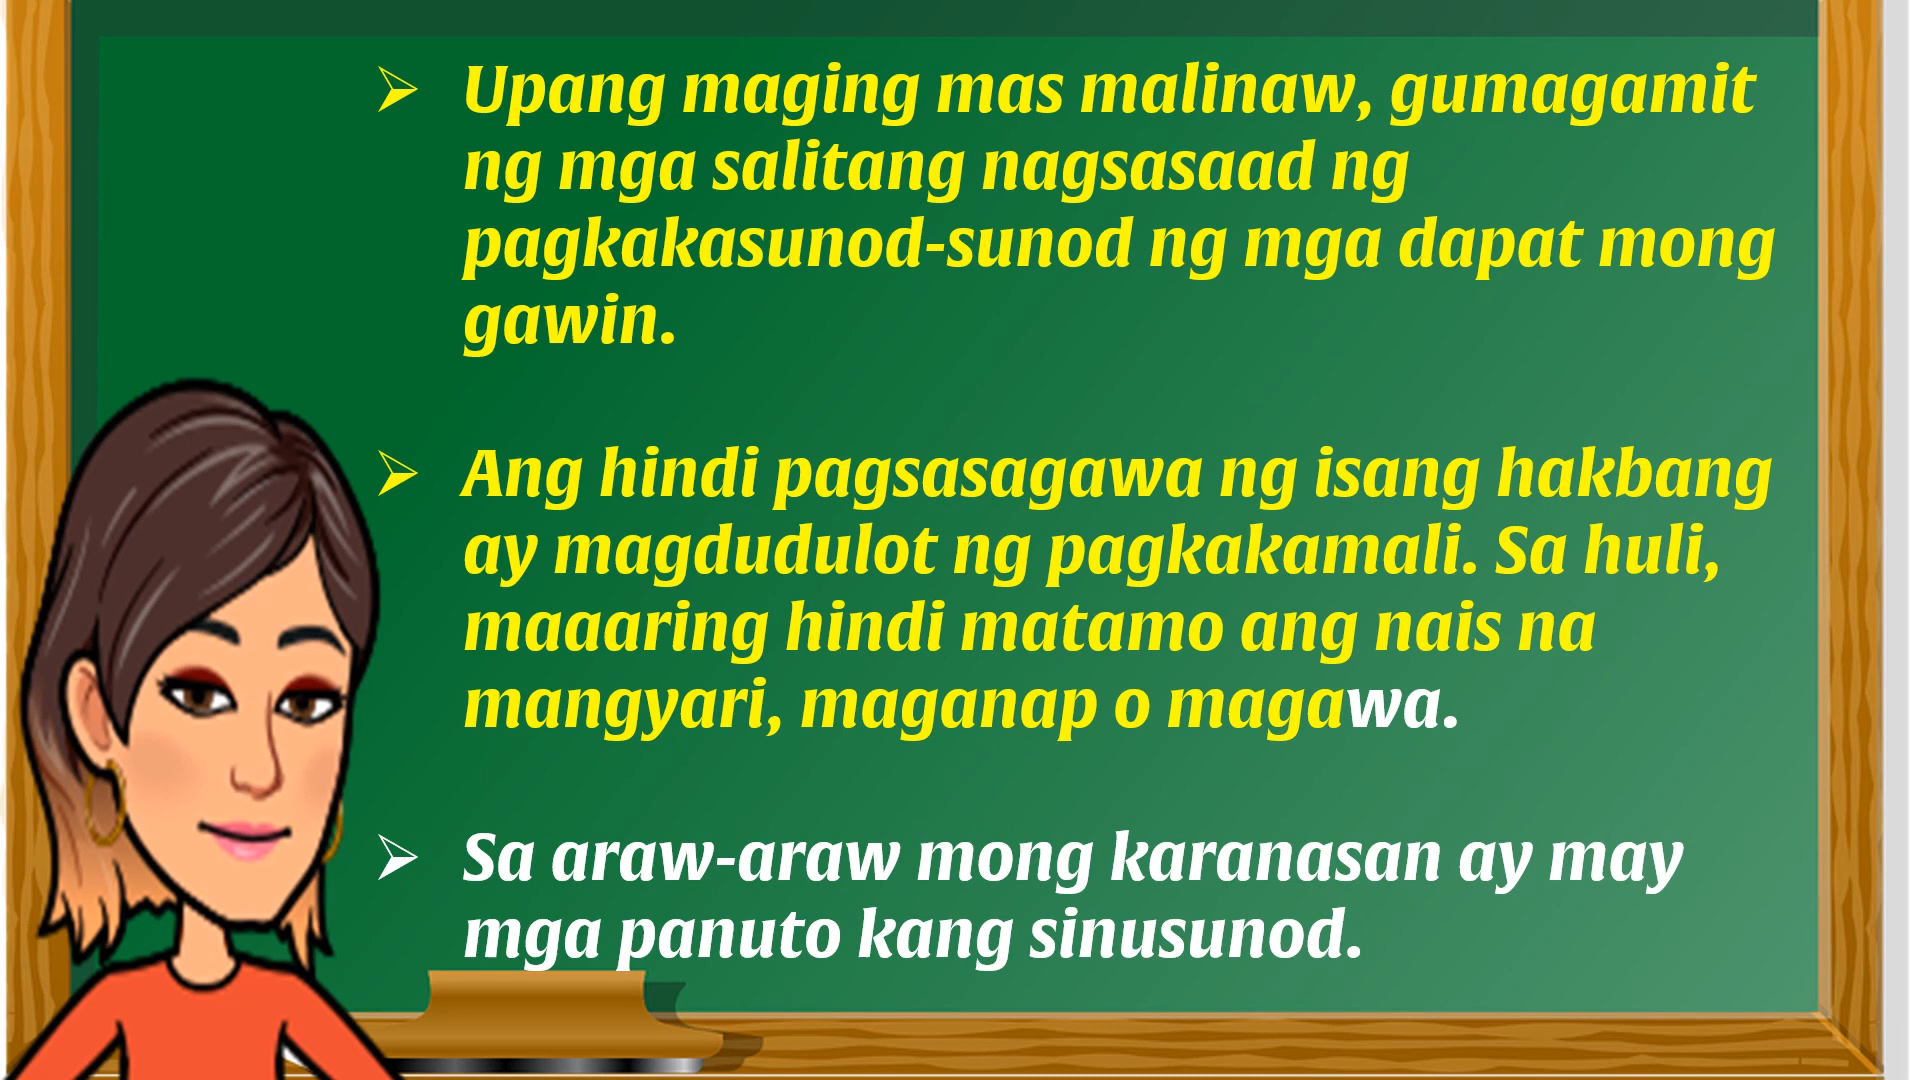 ➢ Upang maging mas malinaw, gumagamit
ng mga salitang nagsasaad ng
pagkakasunod-sunod ng mga dapat mong
gawin.
➢ Ang hindi pagsasagawa ng isang hakbang
ay magdudulot ng pagkakamali. Sa huli,
maaaring hindi matamo ang nais na
mangyari, maganap o magawa.
➢ Sa araw-araw mong karanasan ay may
mga panuto kang sinusunod.